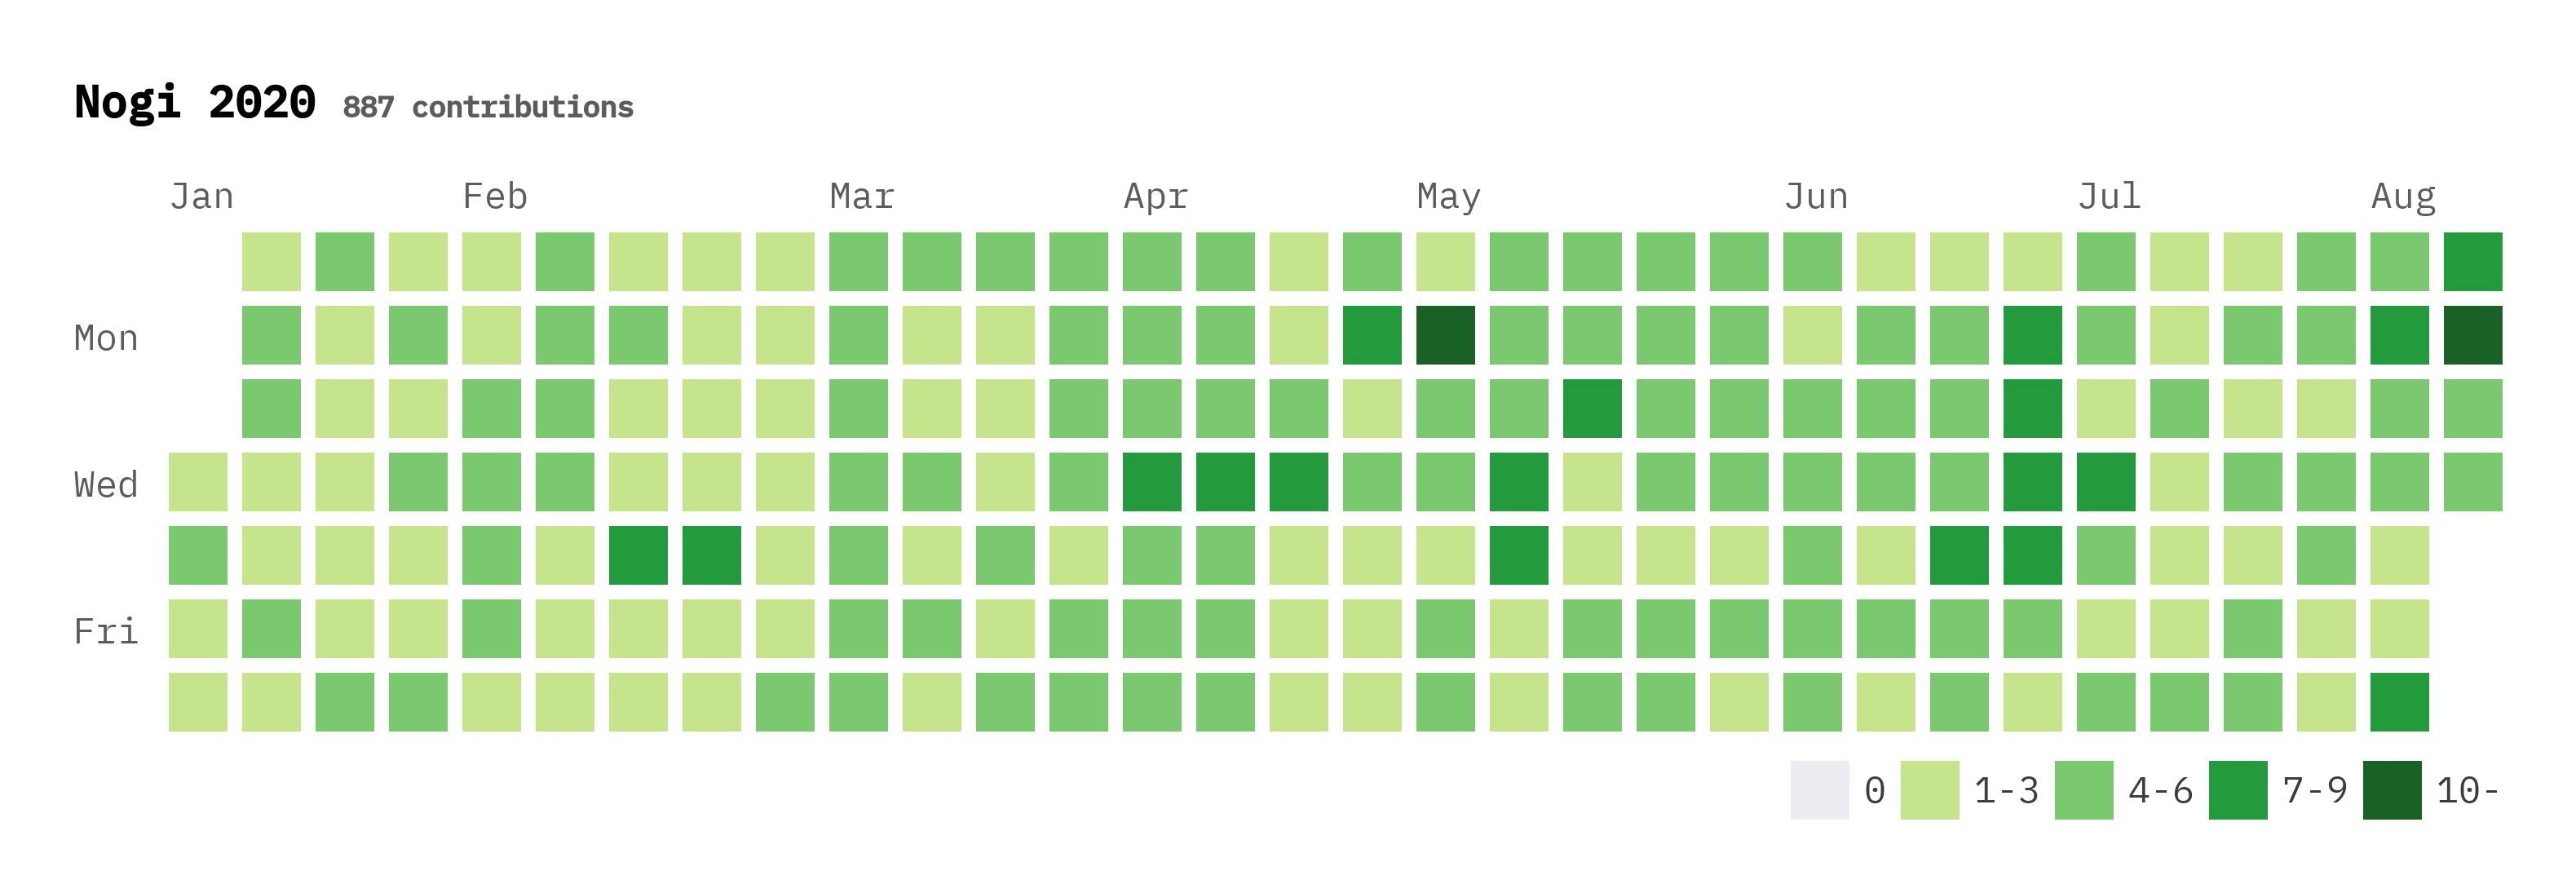 Nogi 2020 887 contributions
Jan Feb Mar Apr May Jun Jul Aug
Mon
Wed
Fri
0 1-3 4-6 7-9 10-